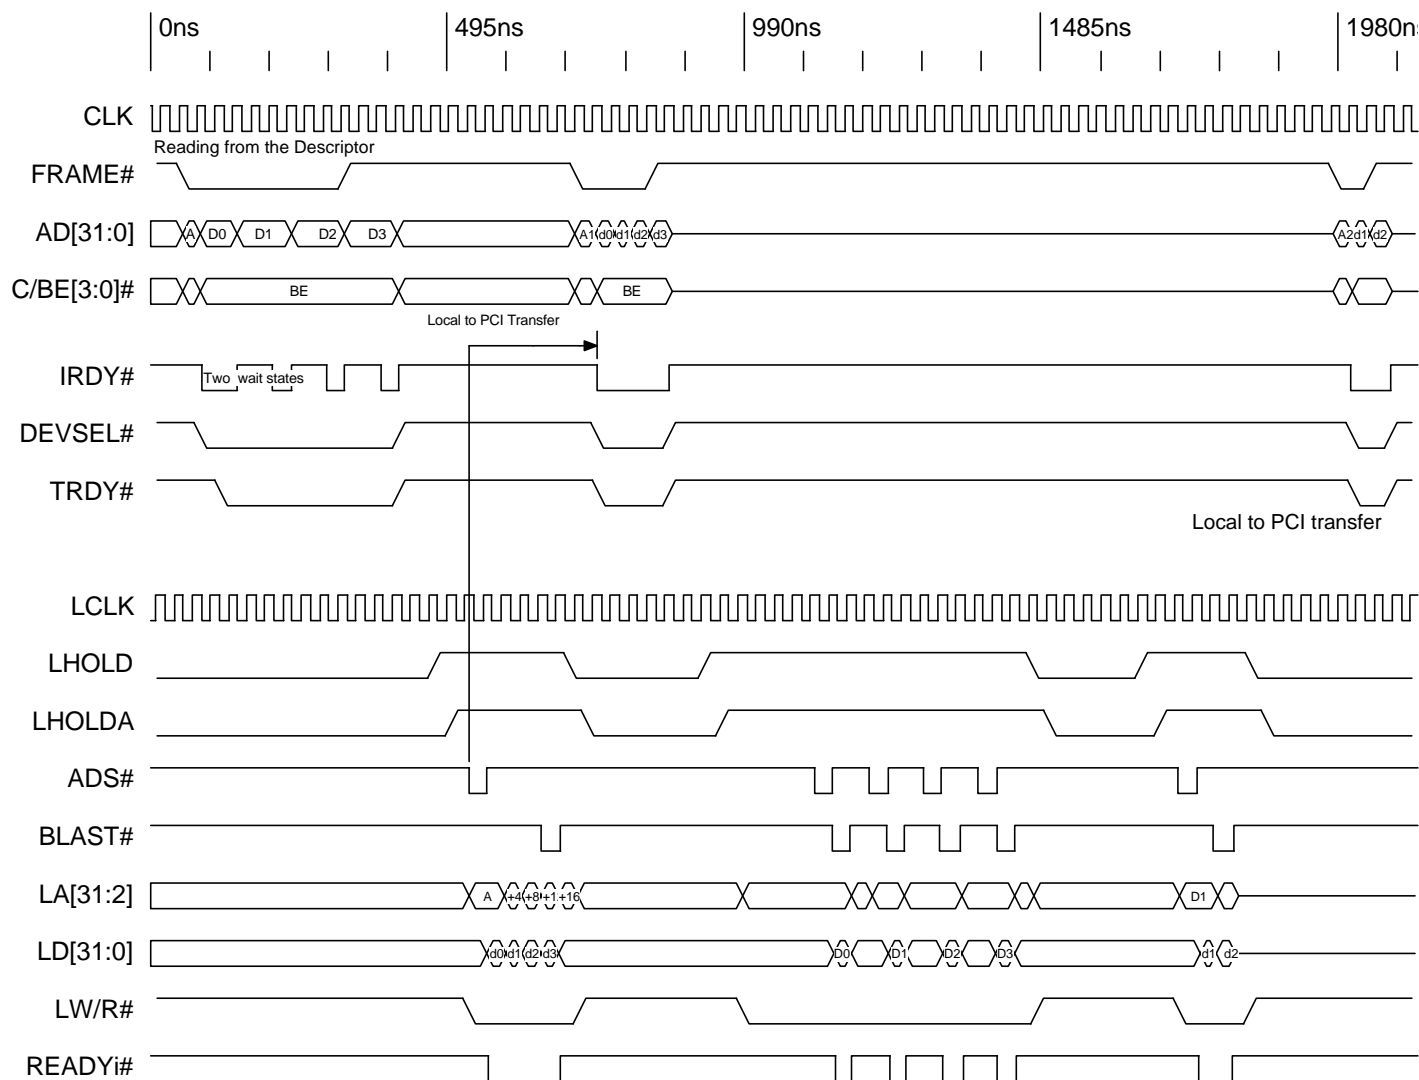 0ns 495ns 990ns 1485ns 1980ns
CLK
Reading from the Descriptor
FRAME#
AD[31:0] A D0 D1 D2 D3 A1 d0 d1 d2 d3 A2 d1 d2
C/BE[3:0]# BE BE
Local to PCI Transfer
IRDY# Two wait states
DEVSEL#
TRDY#
Local to PCI transfer
LCLK
LHOLD
LHOLDA
ADS#
BLAST#
LA[31:2] A +4 +8 +16 D1
LD[31:0] d0 d1 d2 d3 D0 D1 D2 D3 d1 d2
LW/R#
READYi#